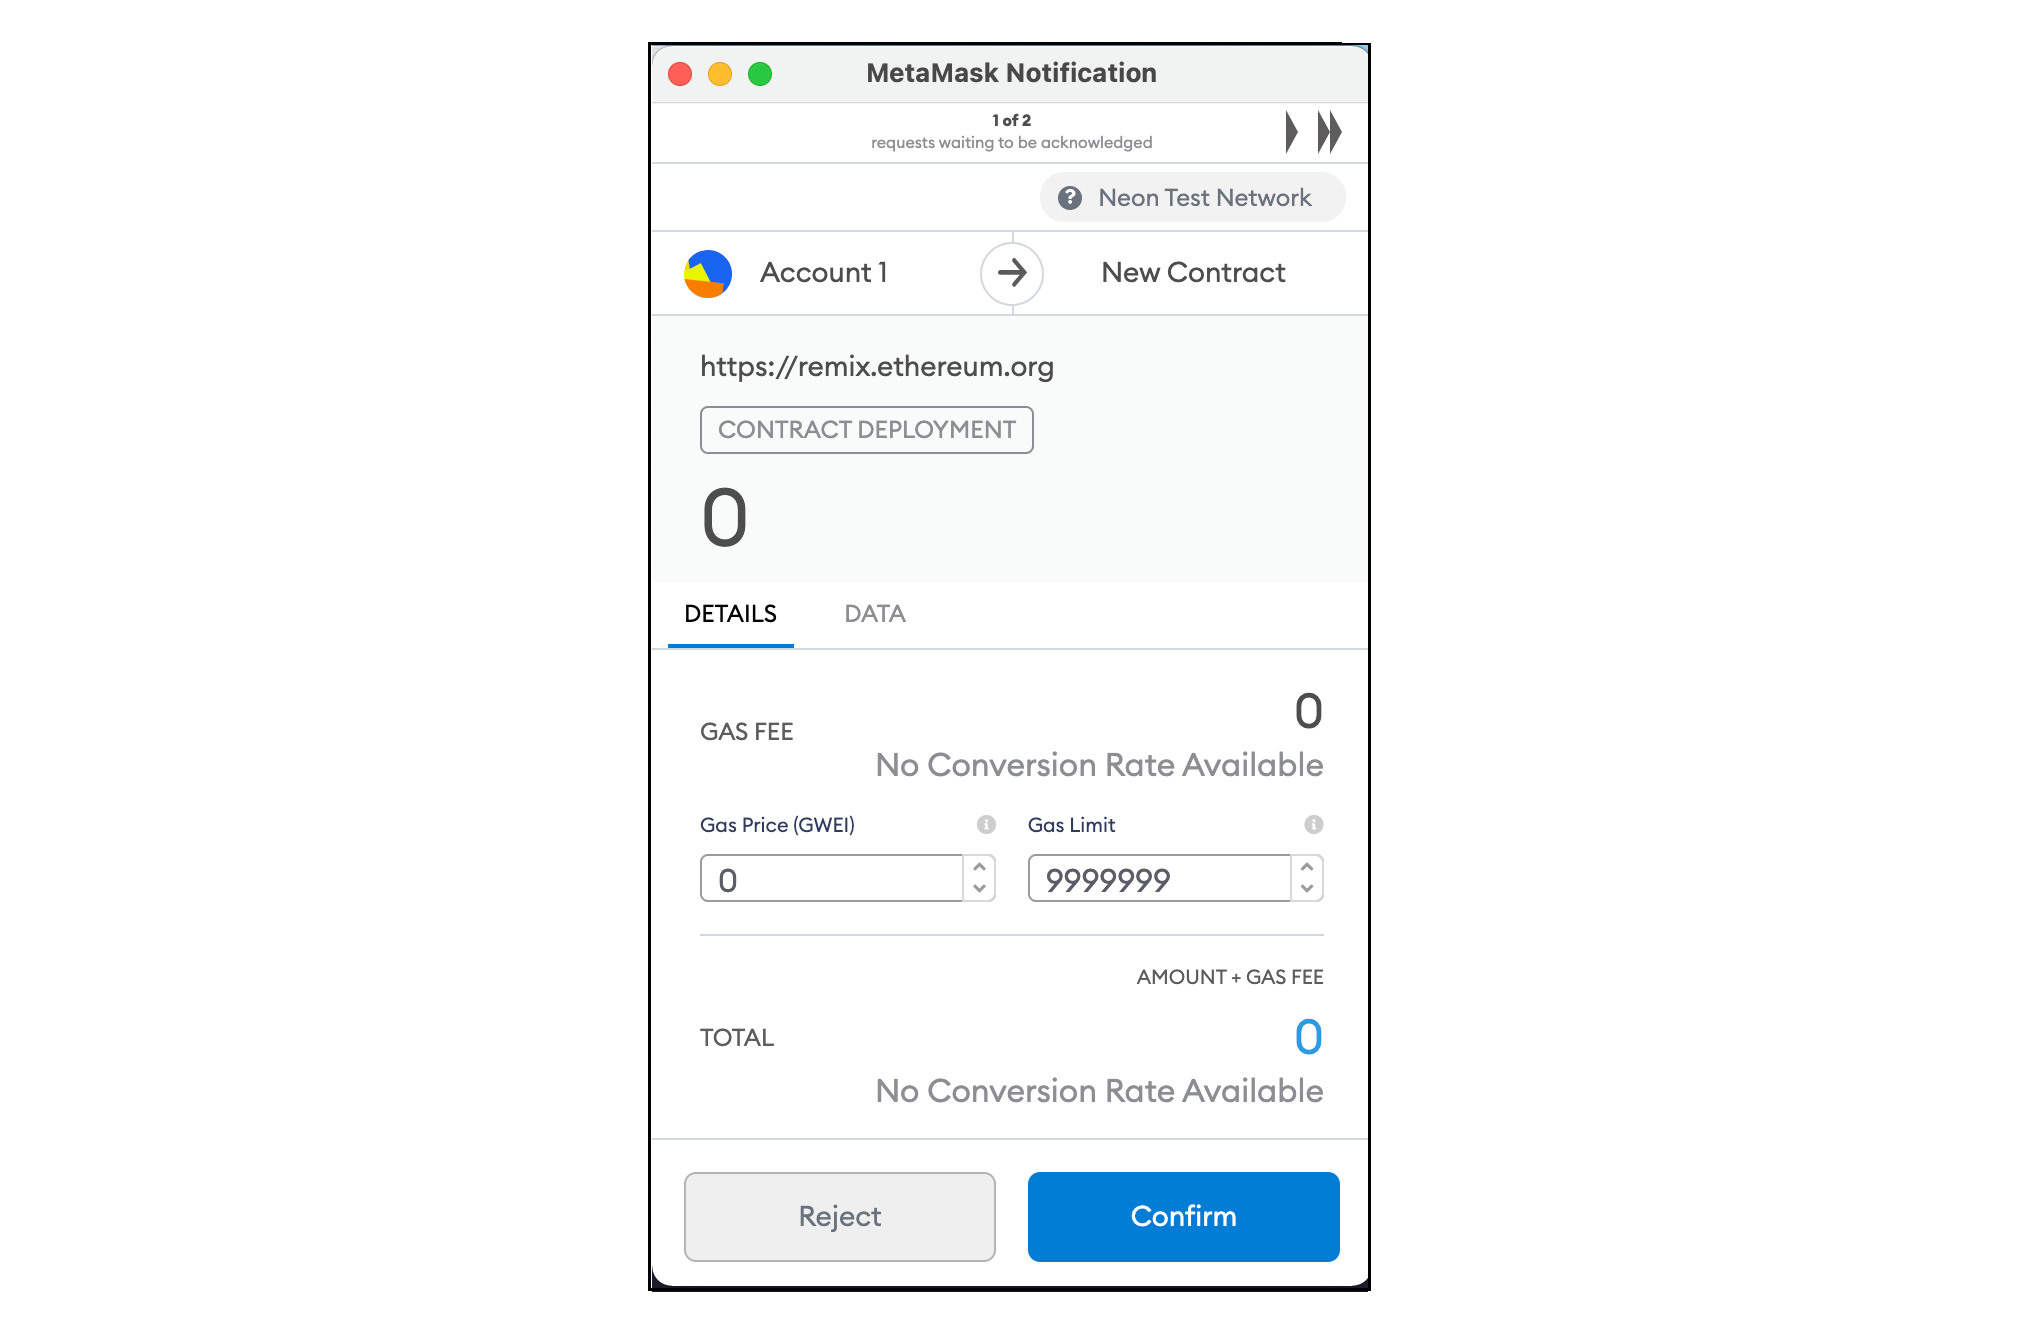 MetaMask Notification
1 of 2
requests waiting to be acknowledged
Neon Test Network
Account 1
New Contract
https://remix.ethereum.org
CONTRACT DEPLOYMENT
0
DETAILS
DATA
GAS FEE
0
No Conversion Rate Available
Gas Price (GWEI)
Gas Limit
0
9999999
AMOUNT + GAS FEE
TOTAL
0
No Conversion Rate Available
Reject
Confirm